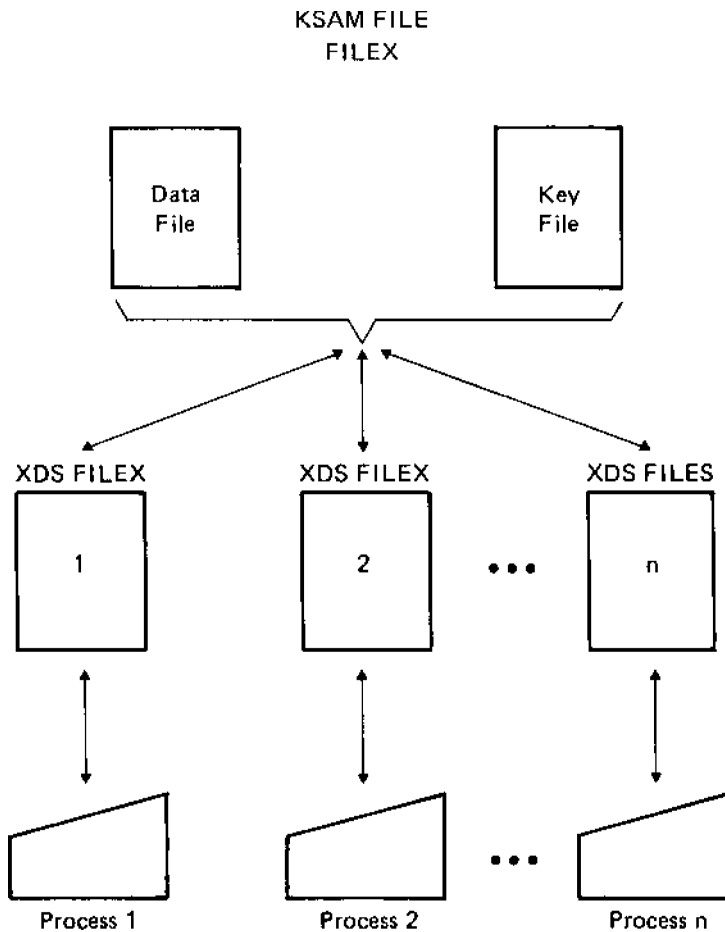 KSAM FILE
FILEX
Data
File
Key
File
XDS FILEX
XDS FILEX
XDS FILES
1
2
n
Process 1
Process 2
Process n